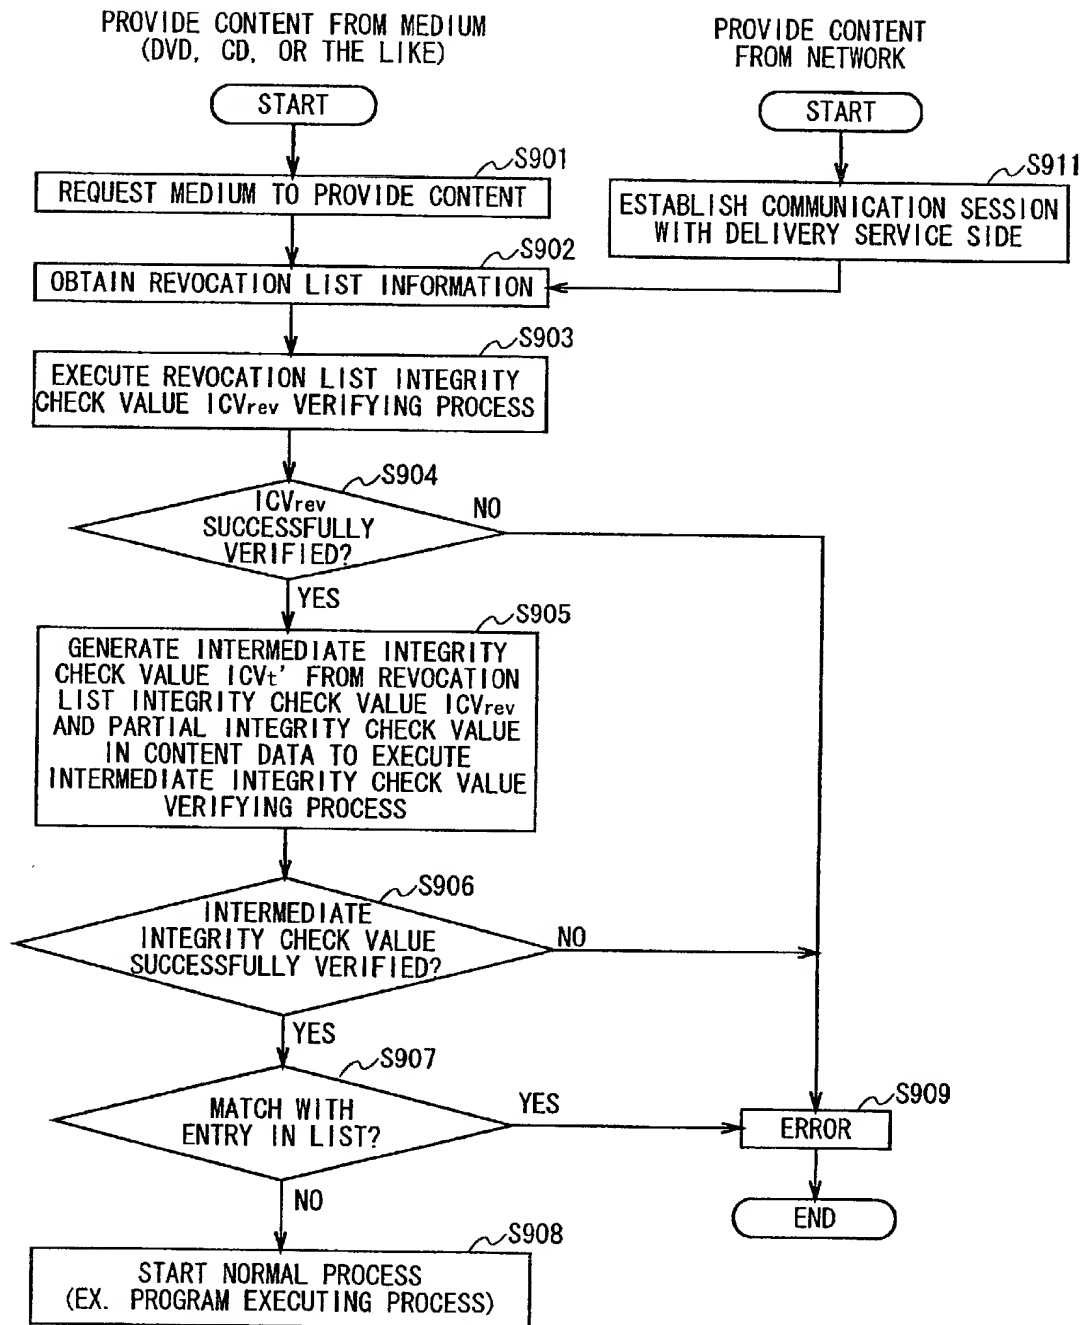 PROVIDE CONTENT FROM MEDIUM
(DVD, CD, OR THE LIKE)
PROVIDE CONTENT
FROM NETWORK
START
START
S901
REQUEST MEDIUM TO PROVIDE CONTENT
S911
ESTABLISH COMMUNICATION SESSION
WITH DELIVERY SERVICE SIDE
S902
OBTAIN REVOCATION LIST INFORMATION
S903
EXECUTE REVOCATION LIST INTEGRITY
CHECK VALUE ICVrev VERIFYING PROCESS
S904
ICVrev
SUCCESSFULLY
VERIFIED?
NO
YES
S905
GENERATE INTERMEDIATE INTEGRITY
CHECK VALUE ICVt' FROM REVOCATION
LIST INTEGRITY CHECK VALUE ICVrev
AND PARTIAL INTEGRITY CHECK VALUE
IN CONTENT DATA TO EXECUTE
INTERMEDIATE INTEGRITY CHECK VALUE
VERIFYING PROCESS
S906
INTERMEDIATE
INTEGRITY CHECK VALUE
SUCCESSFULLY VERIFIED?
NO
YES
S907
MATCH WITH
ENTRY IN LIST?
YES
S909
ERROR
NO
END
S908
START NORMAL PROCESS
(EX. PROGRAM EXECUTING PROCESS)